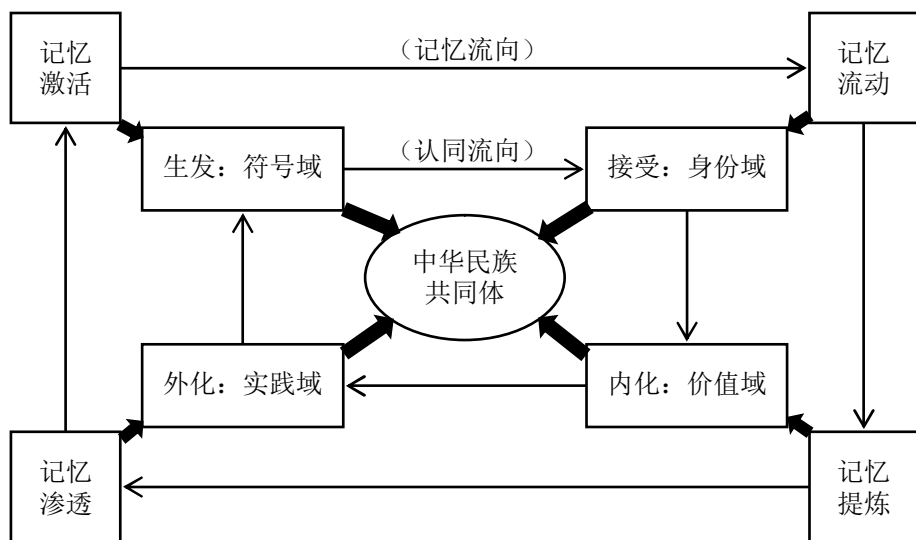 记忆
激活
（记忆流向）
记忆
流动
生发：符号域
（认同流向）
接受：身份域
中华民族
共同体
外化：实践域
内化：价值域
记忆
渗透
记忆
提炼